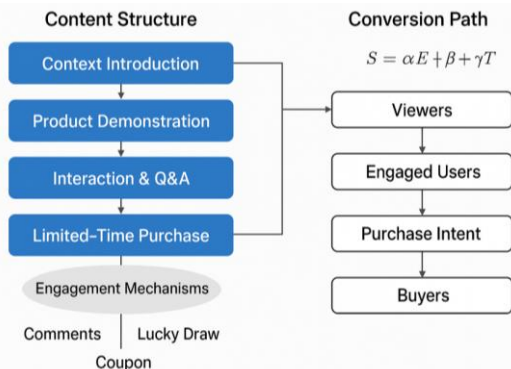 Content Structure
Context Introduction
Product Demonstration
Interaction & Q&A
Limited-Time Purchase
Engagement Mechanisms
Comments Lucky Draw
Coupon
Conversion Path
S = αE + β + γT
Viewers
Engaged Users
Purchase Intent
Buyers